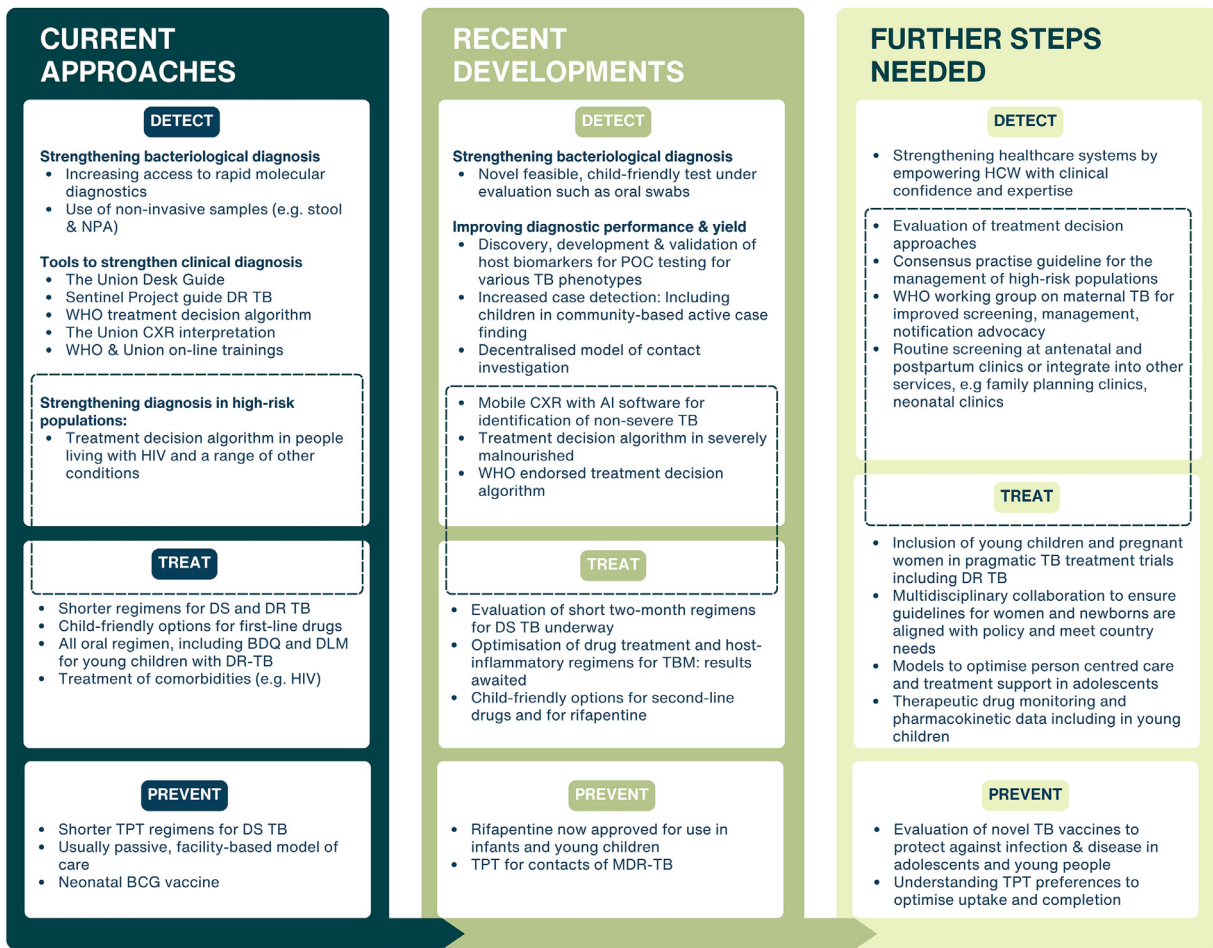 CURRENT
APPROACHES
DETECT
Strengthening bacteriological diagnosis
• Increasing access to rapid molecular
diagnostics
• Use of non-invasive samples (e.g. stool
& NPA)
Tools to strengthen clinical diagnosis
• The Union Desk Guide
• Sentinel Project guide DR TB
• WHO treatment decision algorithm
• The Union CXR interpretation
• WHO & Union on-line trainings
Strengthening diagnosis in high-risk
populations:
• Treatment decision algorithm in people
living with HIV and a range of other
conditions
TREAT
• Shorter regimens for DS and DR TB
• Child-friendly options for first-line drugs
• All oral regimen, including BDQ and DLM
for young children with DR-TB
• Treatment of comorbidities (e.g. HIV)
PREVENT
• Shorter TPT regimens for DS TB
• Usually passive, facility-based model of
care
• Neonatal BCG vaccine
RECENT
DEVELOPMENTS
DETECT
Strengthening bacteriological diagnosis
• Novel feasible, child-friendly test under
evaluation such as oral swabs
Improving diagnostic performance & yield
• Discovery, development & validation of
host biomarkers for POC testing for
various TB phenotypes
• Increased case detection: Including
children in community-based active case
finding
• Decentralised model of contact
investigation
• Mobile CXR with AI software for
identification of non-severe TB
• Treatment decision algorithm in severely
malnourished
• WHO endorsed treatment decision
algorithm
TREAT
• Evaluation of short two-month regimens
for DS TB underway
• Optimisation of drug treatment and host-
inflammatory regimens for TBM: results
awaited
• Child-friendly options for second-line
drugs and for rifapentine
PREVENT
• Rifapentine now approved for use in
infants and young children
• TPT for contacts of MDR-TB
FURTHER STEPS
NEEDED
DETECT
• Strengthening healthcare systems by
empowering HCW with clinical
confidence and expertise
• Evaluation of treatment decision
approaches
• Consensus practise guideline for the
management of high-risk populations
• WHO working group on maternal TB for
improved screening, management,
notification advocacy
• Routine screening at antenatal and
postpartum clinics or integrate into other
services, e.g family planning clinics,
neonatal clinics
TREAT
• Inclusion of young children and pregnant
women in pragmatic TB treatment trials
including DR TB
• Multidisciplinary collaboration to ensure
guidelines for women and newborns are
aligned with policy and meet country
needs
• Models to optimise person centred care
and treatment support in adolescents
• Therapeutic drug monitoring and
pharmacokinetic data including in young
children
PREVENT
• Evaluation of novel TB vaccines to
protect against infection & disease in
adolescents and young people
• Understanding TPT preferences to
optimise uptake and completion